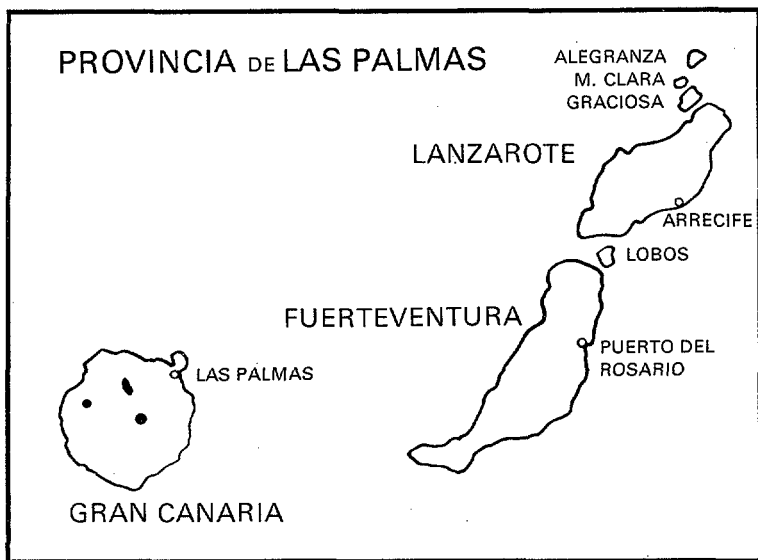 PROVINCIA DE LAS PALMAS
ALEGRANZA
M. CLARA
GRACIOSA
LANZAROTE
ARRECIFE
LOBOS
FUERTEVENTURA
PUERTO DEL
ROSARIO
LAS PALMAS
GRAN CANARIA